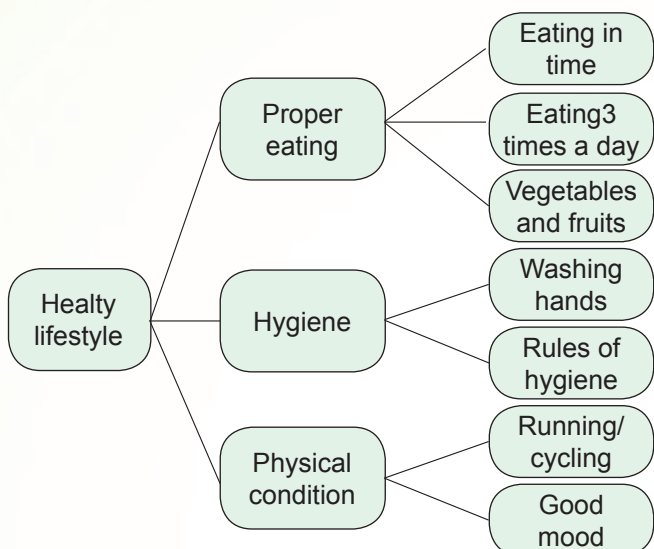 Healty
lifestyle
Proper
eating
Eating in
time
Eating3
times a day
Vegetables
and fruits
Hygiene
Washing
hands
Rules of
hygiene
Physical
condition
Running/
cycling
Good
mood